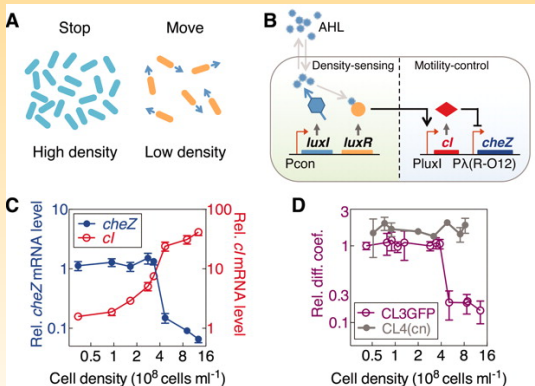 A
Stop
Move
High density
Low density
B
AHL
Density-sensing
Motility-control
luxI
luxR
cI
cheZ
Pcon
PluxI
Pλ(R-O12)
C
Rel. cheZ mRNA level
10
1
0.1
cheZ
cI
100
10
1
Rel. cI mRNA level
0.5
1
2
4
8
16
Cell density (10⁸ cells ml⁻¹)
D
Rel. diff. coef.
3
1
0.3
0.1
CL3GFP
CL4(cn)
0.5
1
2
4
8
16
Cell density (10⁸ cells ml⁻¹)